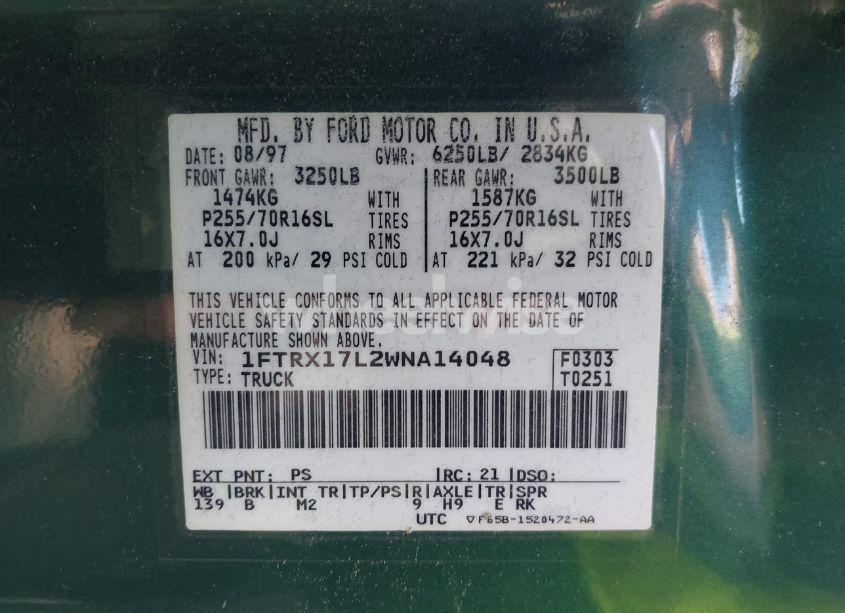 MFD. BY FORD MOTOR CO. IN U.S.A.
DATE: 08/97 GVWR: 6250LB/ 2834KG
FRONT GAWR: 3250LB REAR GAWR: 3500LB
1474KG WITH 1587KG WITH
P255/70R16SL TIRES P255/70R16SL TIRES
16X7.0J RIMS 16X7.0J RIMS
AT 200 kPa/ 29 PSI COLD AT 221 kPa/ 32 PSI COLD
THIS VEHICLE CONFORMS TO ALL APPLICABLE FEDERAL MOTOR
VEHICLE SAFETY STANDARDS IN EFFECT ON THE DATE OF
MANUFACTURE SHOWN ABOVE.
VIN: 1FTRX17L2WNA14048 F0303
TYPE: TRUCK T0251
EXT PNT: PS RC: 21 DSO:
WB BRK INT TR TP/PS R AXLE TR SPR
139 B M2 9 H9 E RK
UTC ▽F65B-1520472-AA